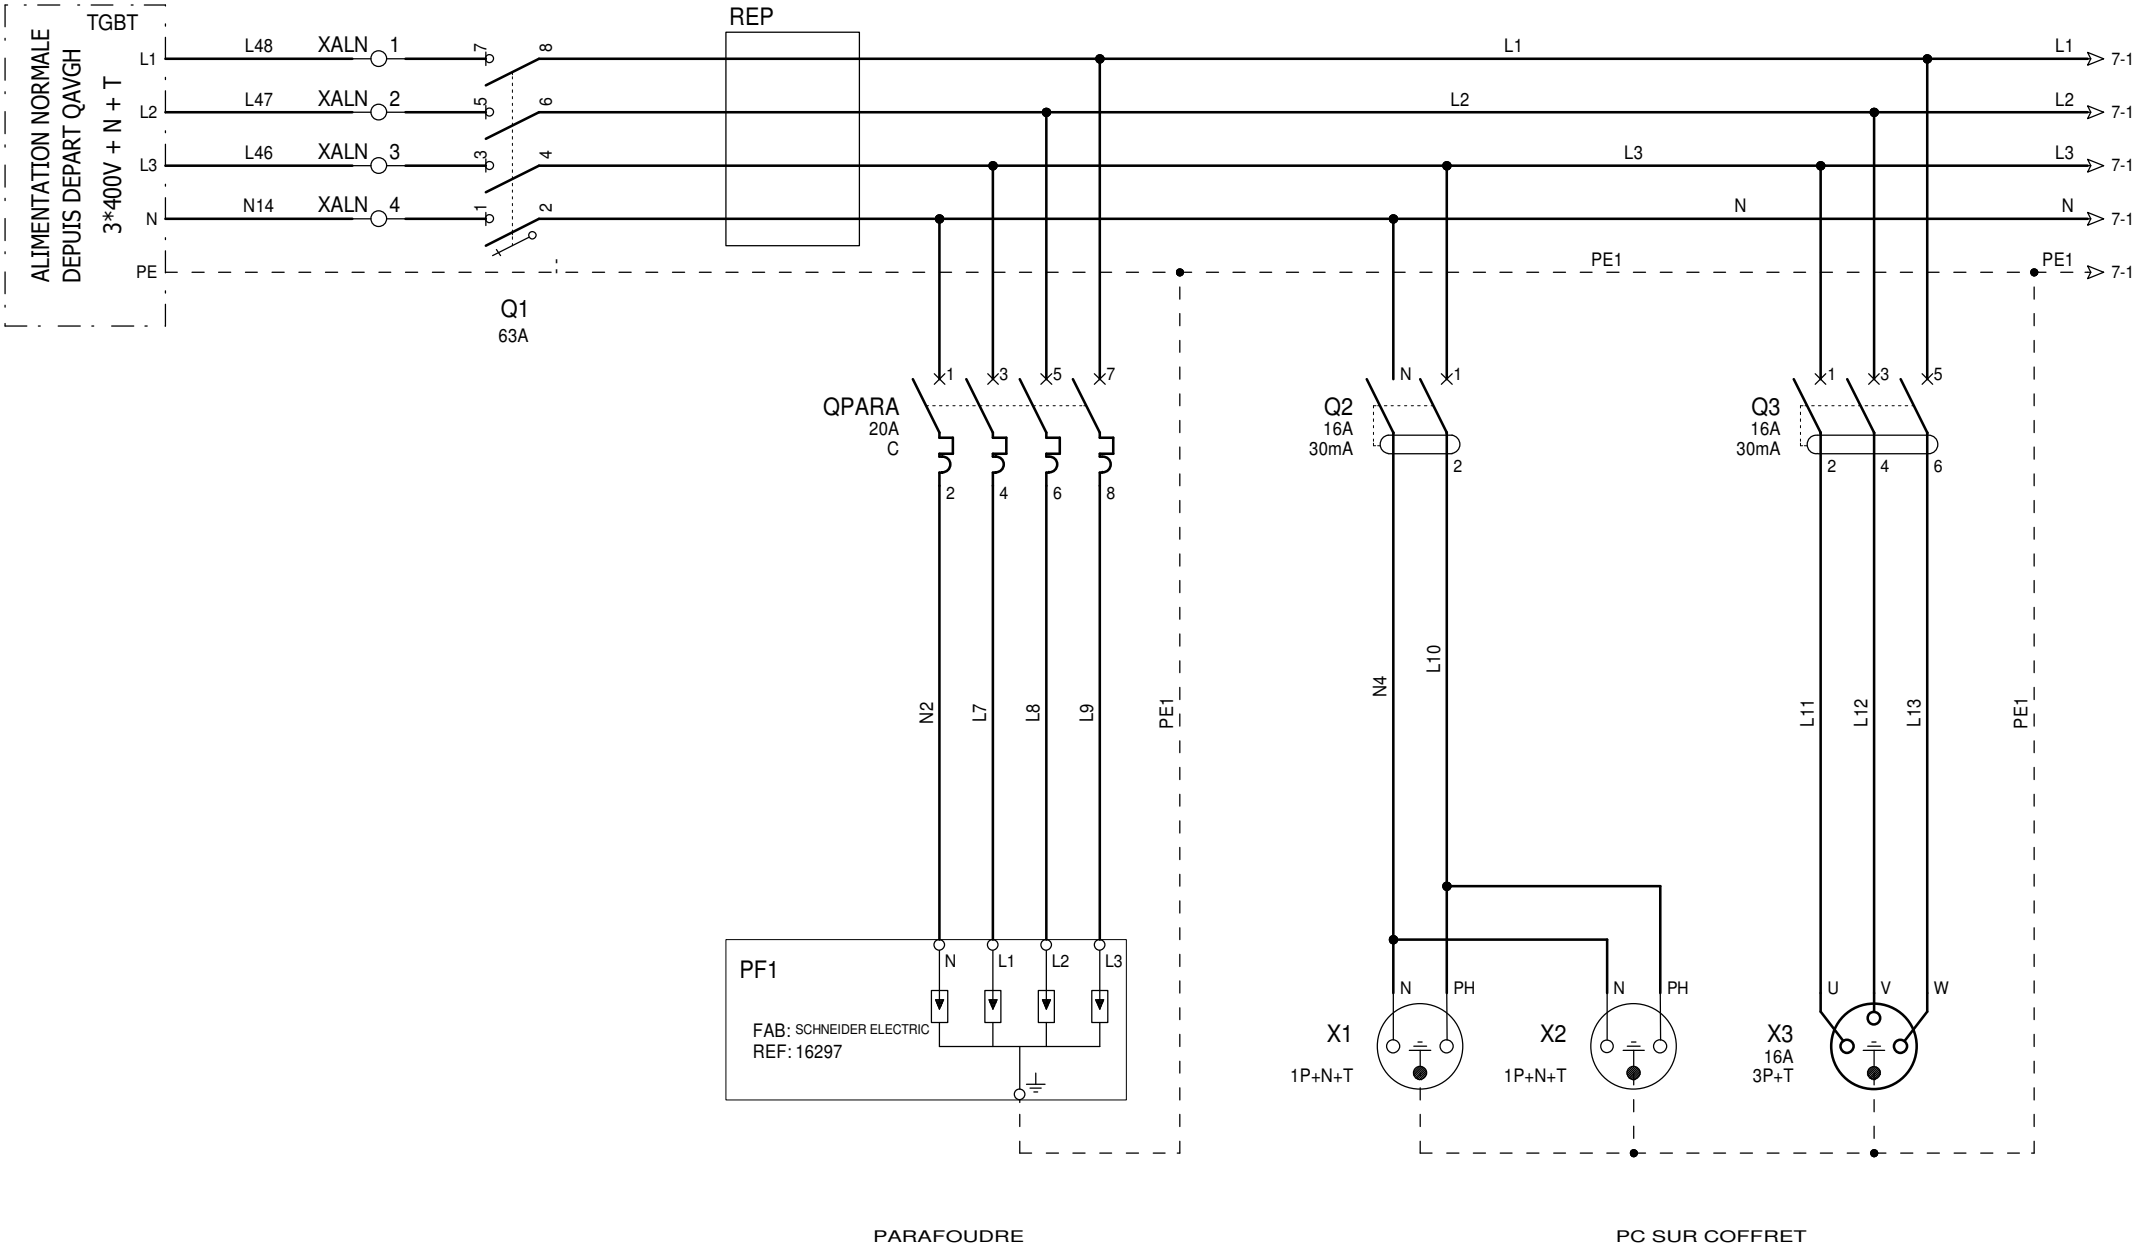 TGBT
ALIMENTATION NORMALE
DEPUIS DEPART QAVGH
3*400V + N + T
REP
L1 L48 XALN 1 7 8 L1 L1 7-1
L2 L47 XALN 2 5 6 L2 L2 7-1
L3 L46 XALN 3 3 4 L3 L3 7-1
N N14 XALN 4 1 2 N N 7-1
PE PE1 PE1 7-1
Q1
63A
1 3 5 7
QPARA
20A
C
2 4 6 8
N 1
Q2
16A
30mA
2
1 3 5
Q3
16A
30mA
2 4 6
N2 L7 L8 L9 PE1 N4 L10 L11 L12 L13 PE1
PF1
N L1 L2 L3
FAB: SCHNEIDER ELECTRIC
REF: 16297
N PH
X1
1P+N+T
N PH
X2
1P+N+T
U V W
X3
16A
3P+T
PARAFOUDRE
PC SUR COFFRET